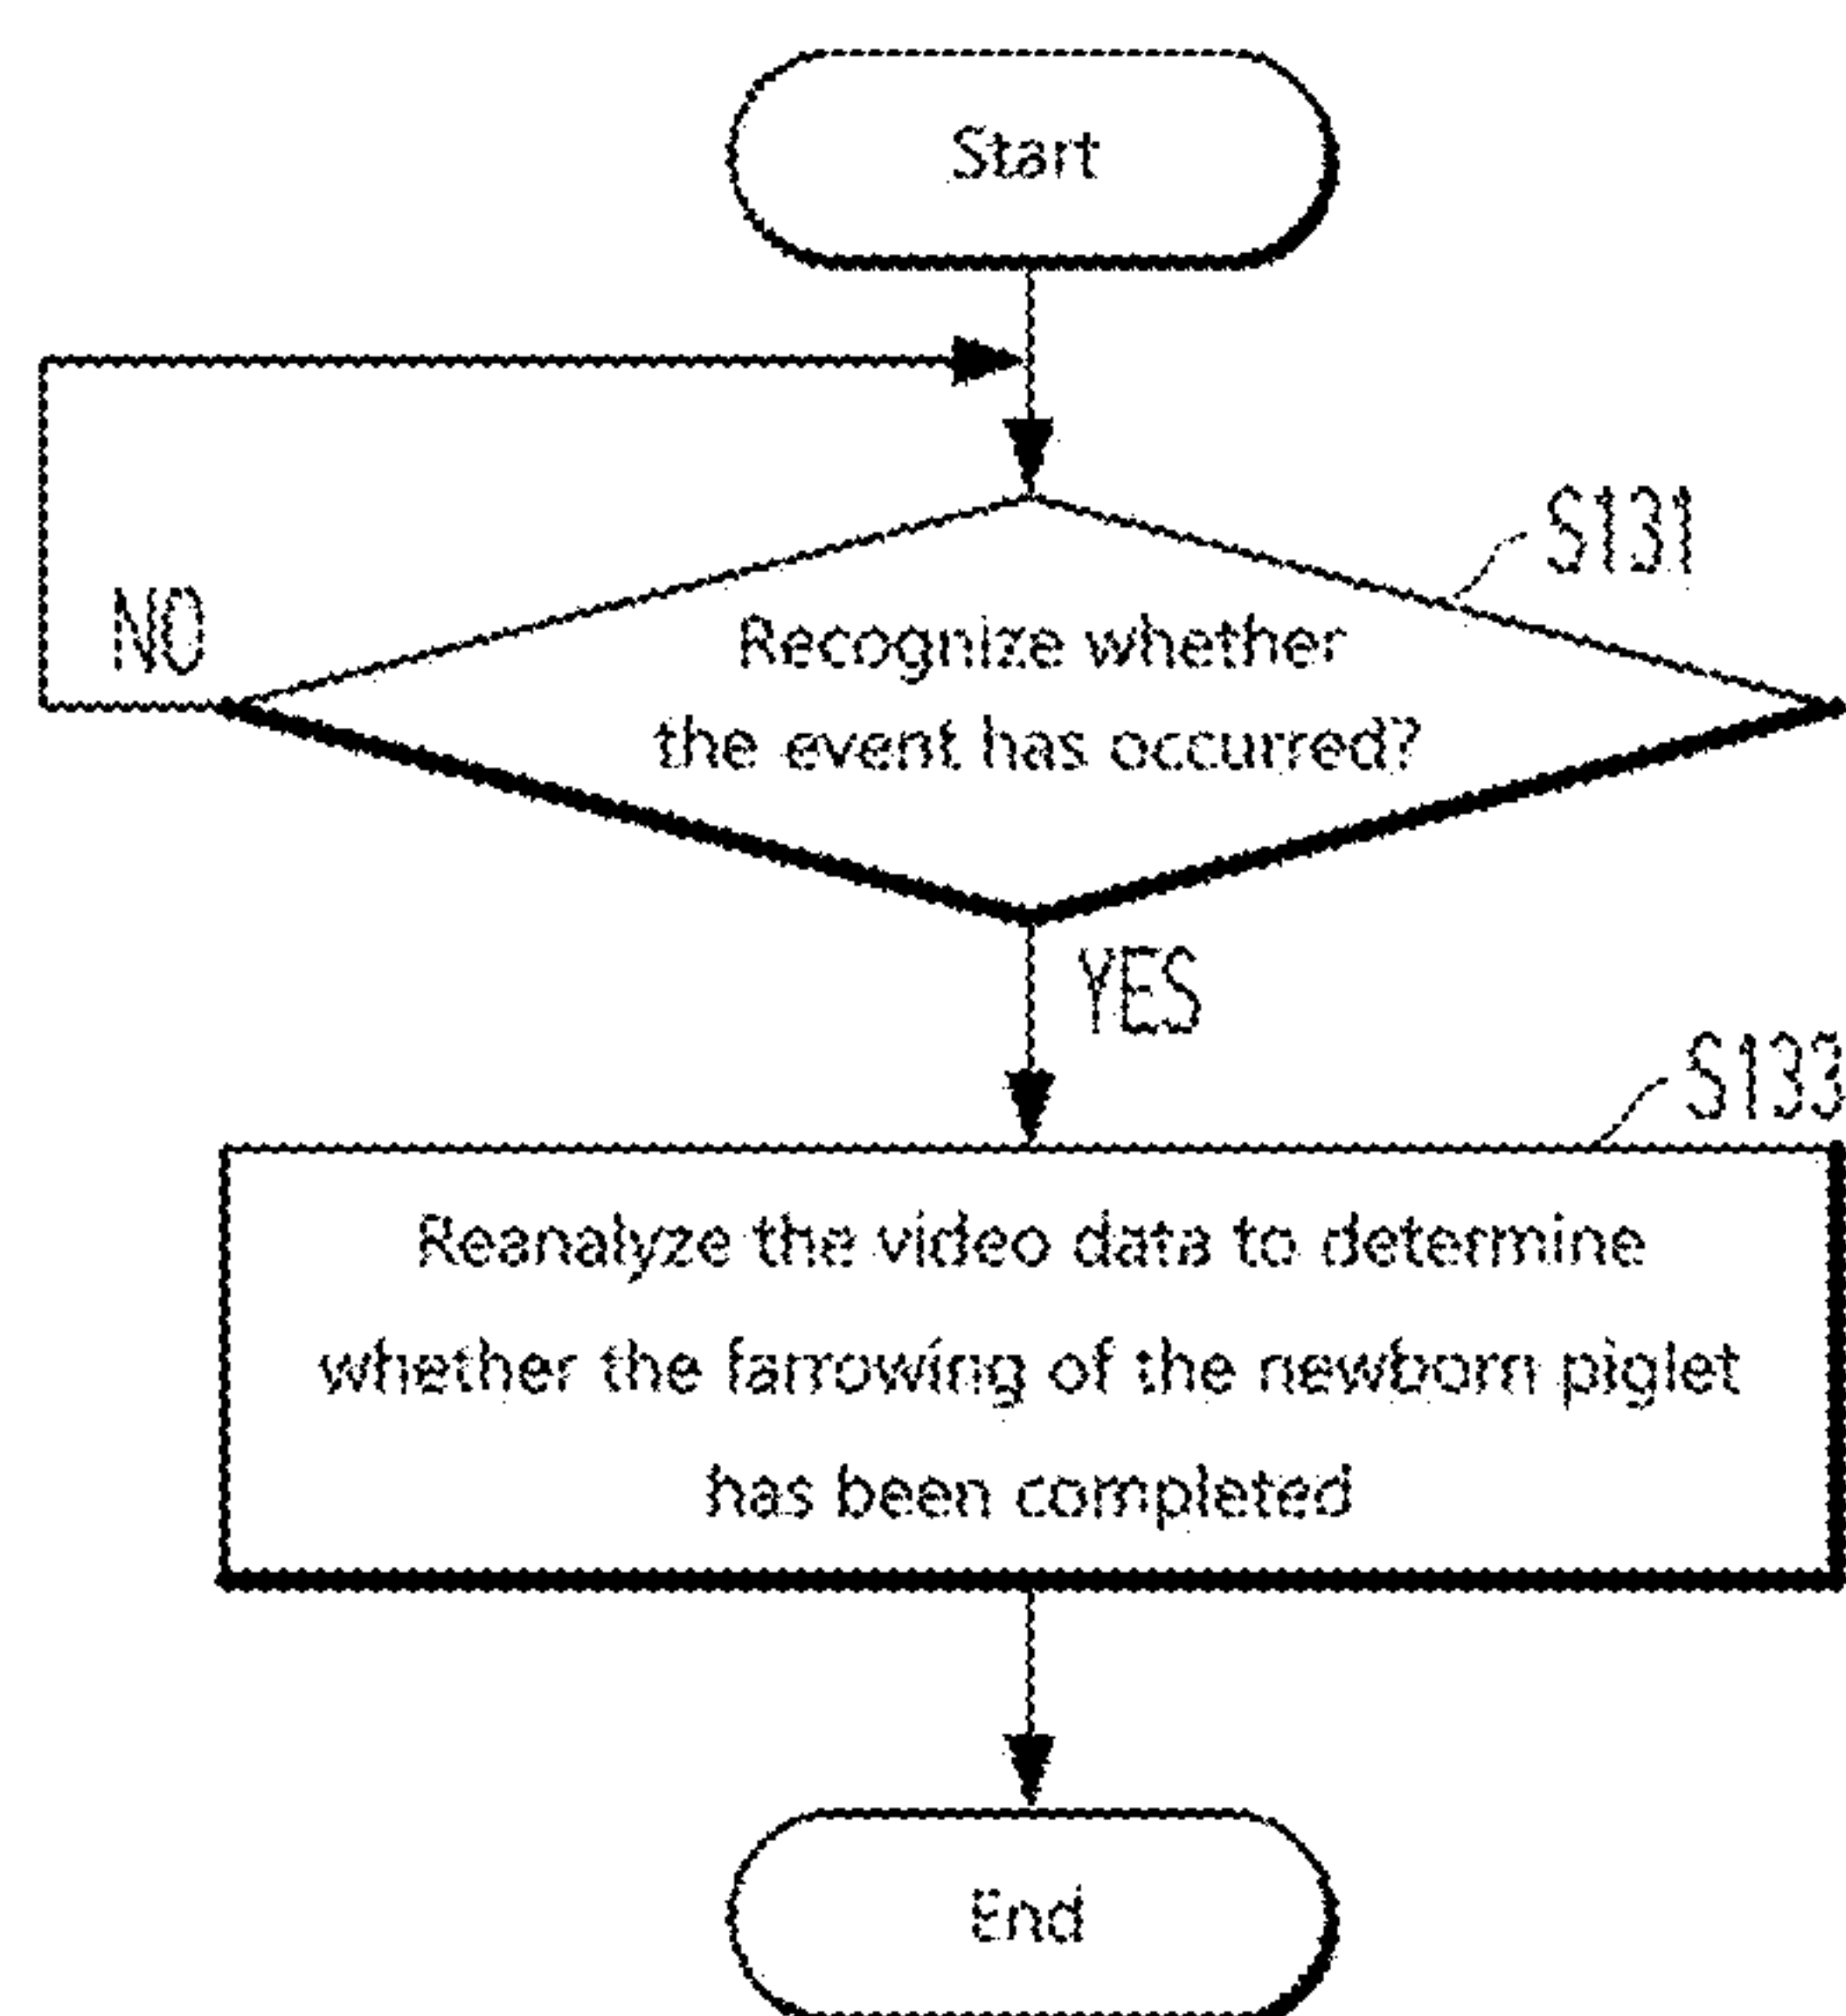 Start
S131
NO
Recognize whether
the event has occurred?
YES
S133
Reanalyze the video data to determine
whether the farrowing of the newborn piglet
has been completed
End